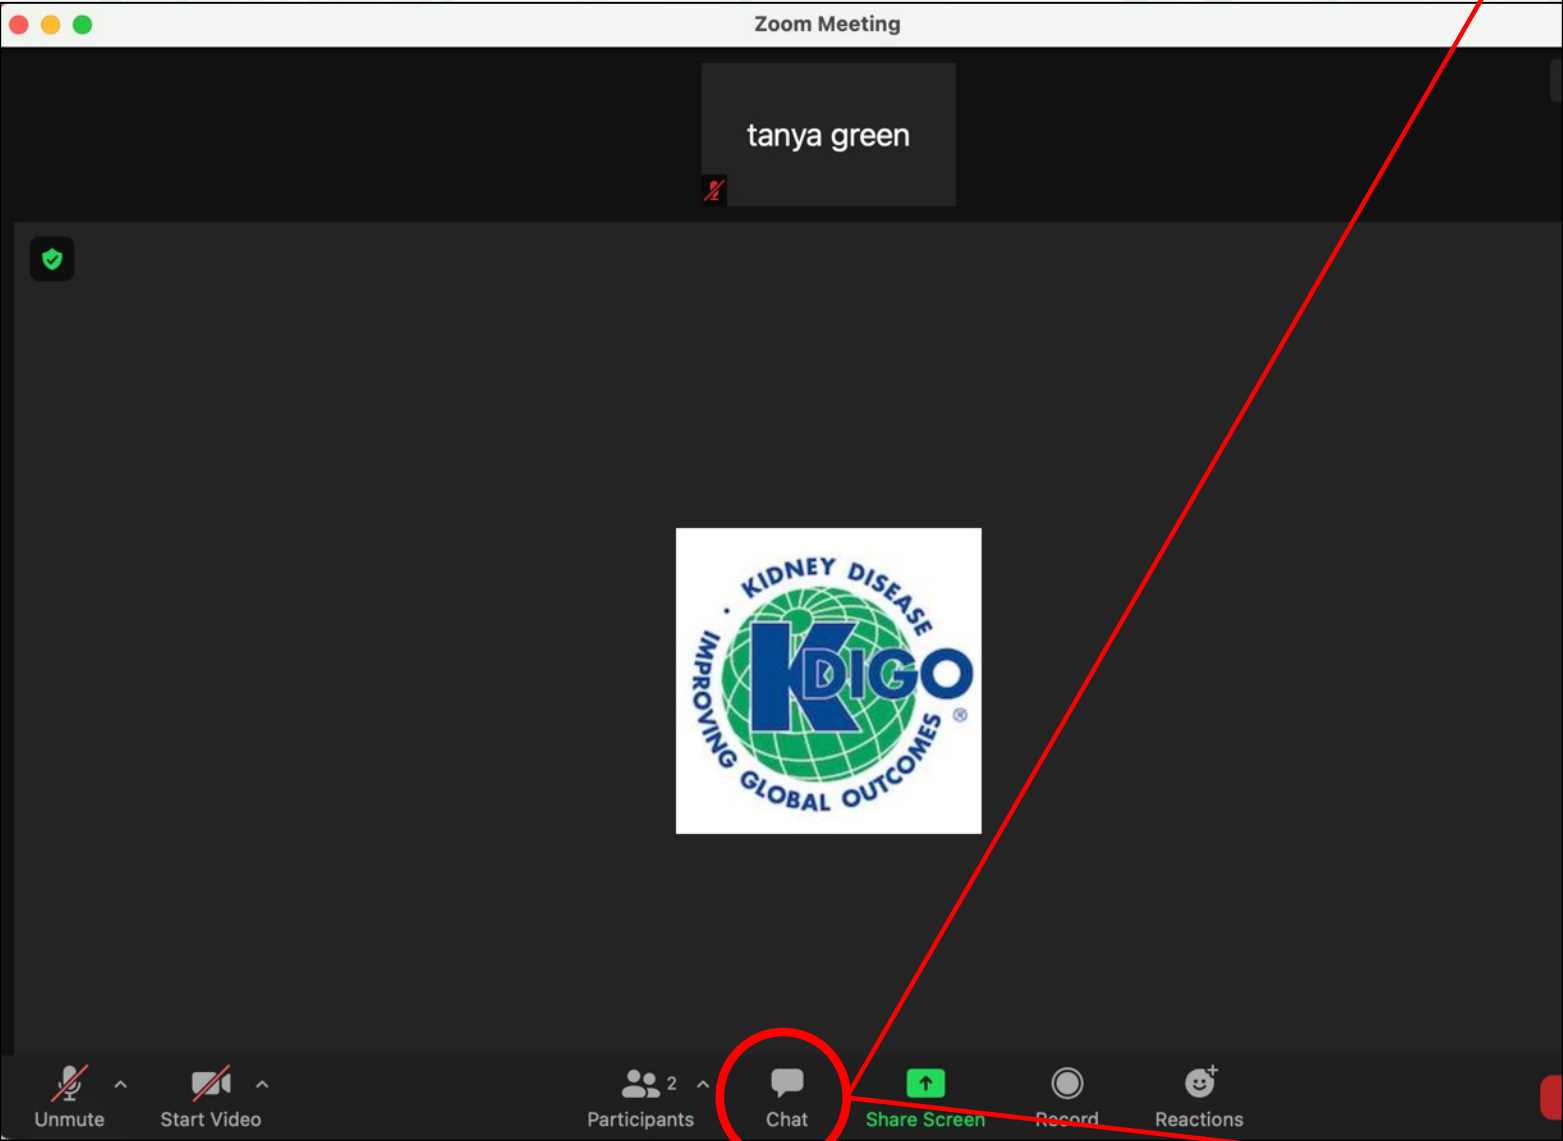 Zoom Meeting
tanya green
KIDNEY DISEASE
IMPROVING GLOBAL OUTCOMES
KDIGO
®
2
Unmute
Start Video
Participants
Chat
Share Screen
Record
Reactions